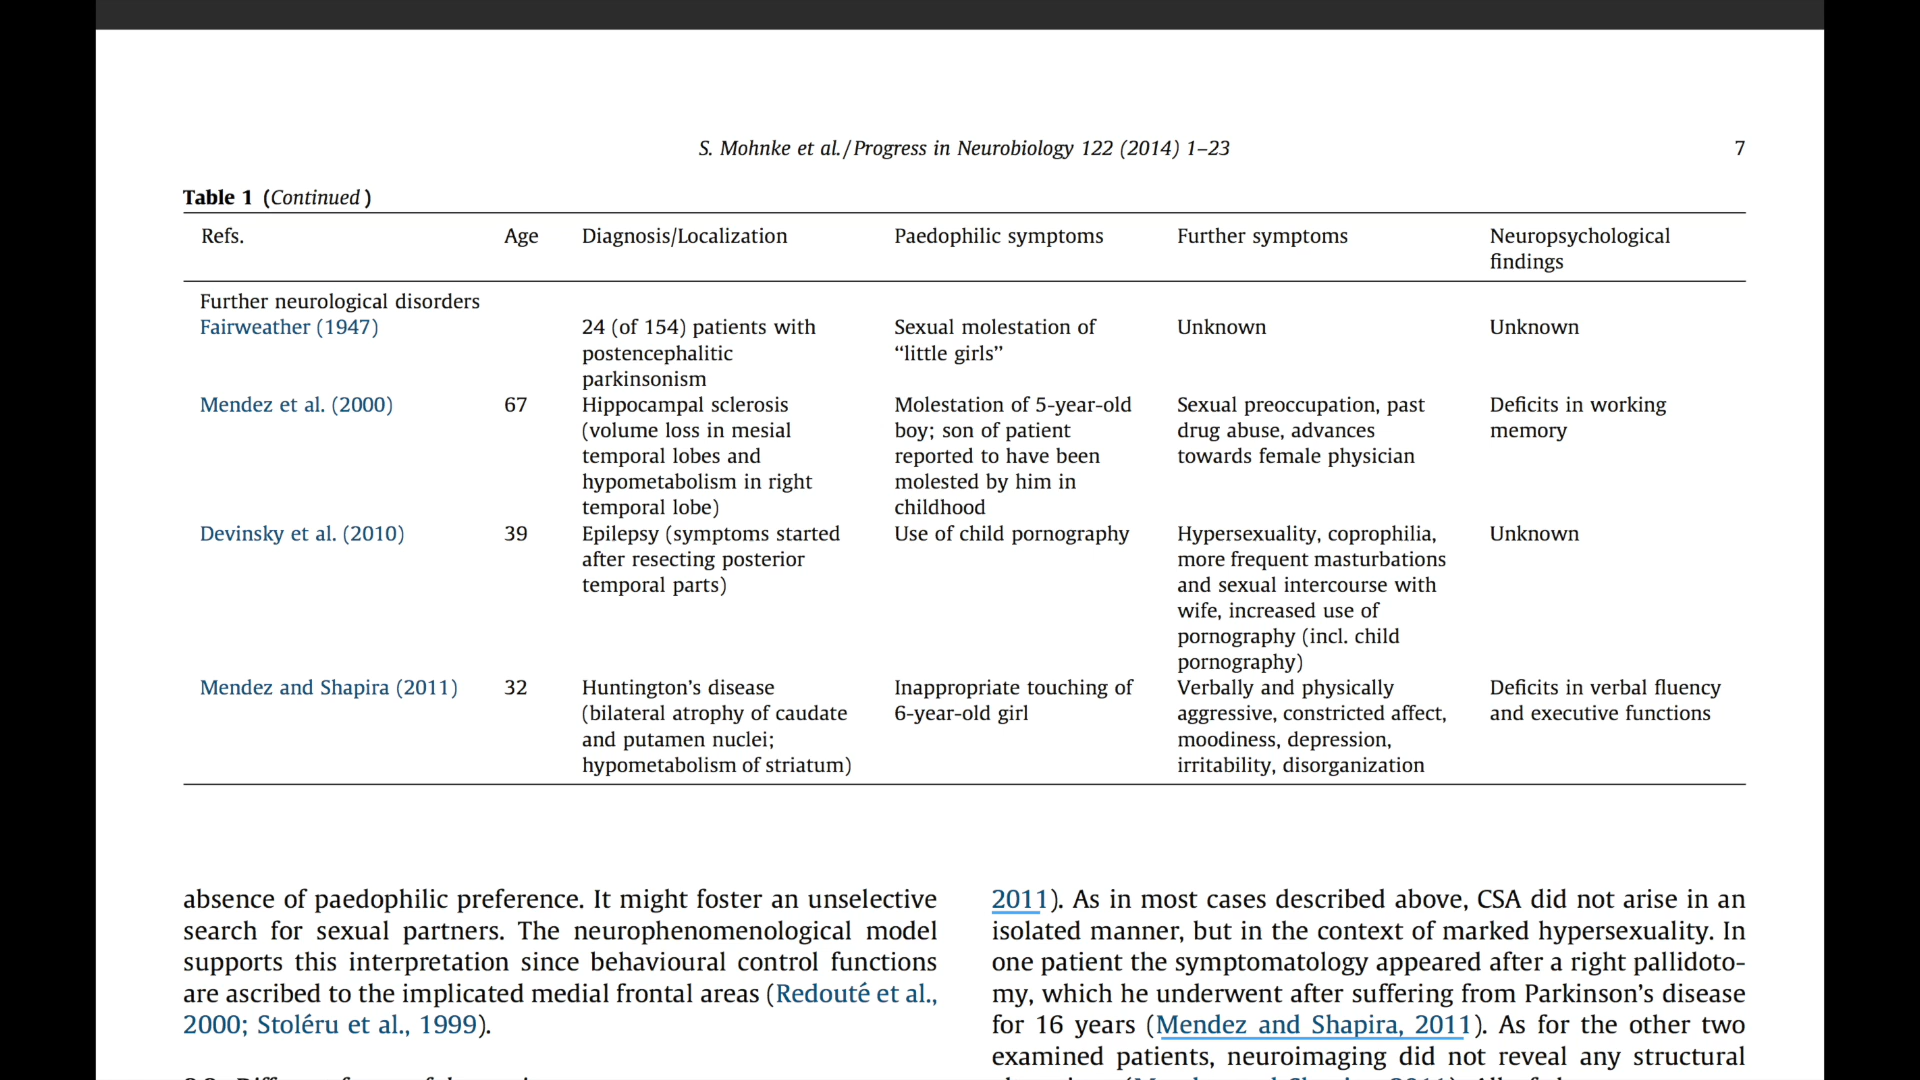 S. Mohnke et al./Progress in Neurobiology 122 (2014) 1–23 7
Table 1 (Continued)
Refs. Age Diagnosis/Localization Paedophilic symptoms Further symptoms Neuropsychological
findings
Further neurological disorders
Fairweather (1947) 24 (of 154) patients with Sexual molestation of Unknown Unknown
postencephalitic “little girls”
parkinsonism
Mendez et al. (2000) 67 Hippocampal sclerosis Molestation of 5-year-old Sexual preoccupation, past Deficits in working
(volume loss in mesial boy; son of patient drug abuse, advances memory
temporal lobes and reported to have been towards female physician
hypometabolism in right molested by him in
temporal lobe) childhood
Devinsky et al. (2010) 39 Epilepsy (symptoms started Use of child pornography Hypersexuality, coprophilia, Unknown
after resecting posterior more frequent masturbations
temporal parts) and sexual intercourse with
wife, increased use of
pornography (incl. child
pornography)
Mendez and Shapira (2011) 32 Huntington’s disease Inappropriate touching of Verbally and physically Deficits in verbal fluency
(bilateral atrophy of caudate 6-year-old girl aggressive, constricted affect, and executive functions
and putamen nuclei; moodiness, depression,
hypometabolism of striatum) irritability, disorganization
absence of paedophilic preference. It might foster an unselective
search for sexual partners. The neurophenomenological model
supports this interpretation since behavioural control functions
are ascribed to the implicated medial frontal areas (Redouté et al.,
2000; Stoléru et al., 1999).
2011). As in most cases described above, CSA did not arise in an
isolated manner, but in the context of marked hypersexuality. In
one patient the symptomatology appeared after a right pallidoto-
my, which he underwent after suffering from Parkinson’s disease
for 16 years (Mendez and Shapira, 2011). As for the other two
examined patients, neuroimaging did not reveal any structural